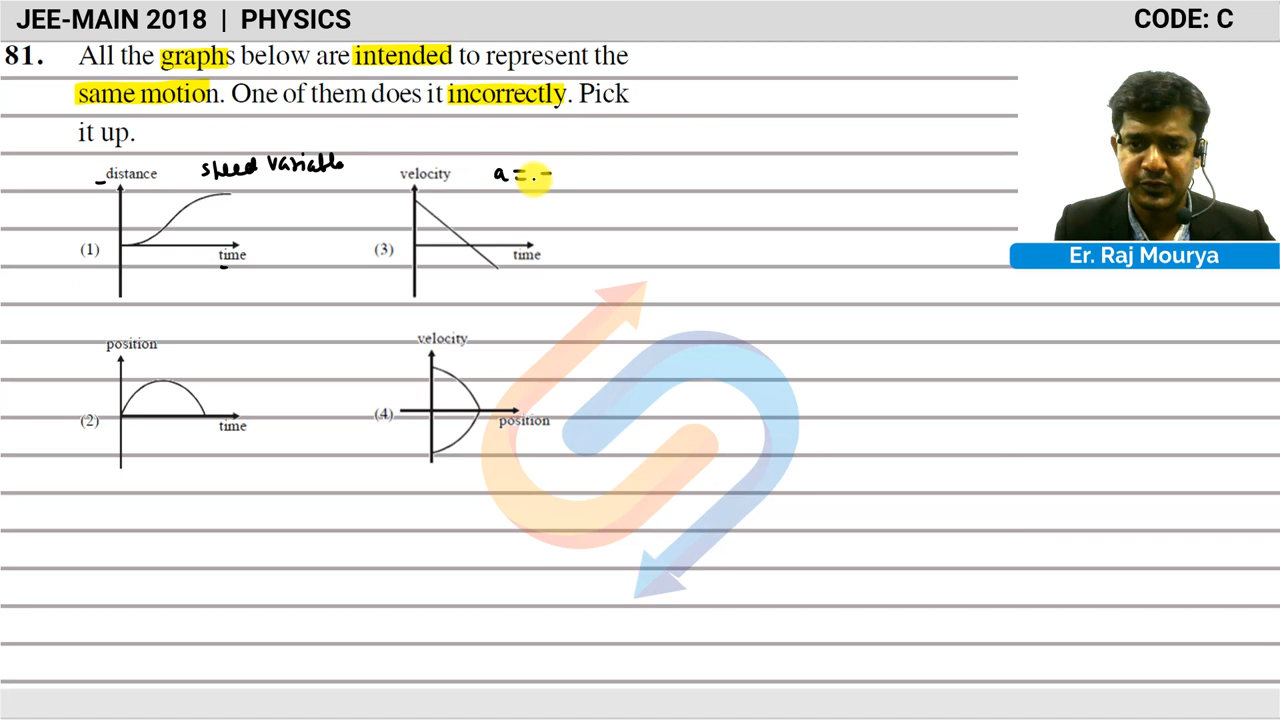 JEE-MAIN 2018 | PHYSICS
CODE: C
81. All the graphs below are intended to represent the
same motion. One of them does it incorrectly. Pick
it up.
distance
speed variable
(1)
time
velocity
a = -
(3)
time
position
(2)
time
velocity
(4)
position
Er. Raj Mourya